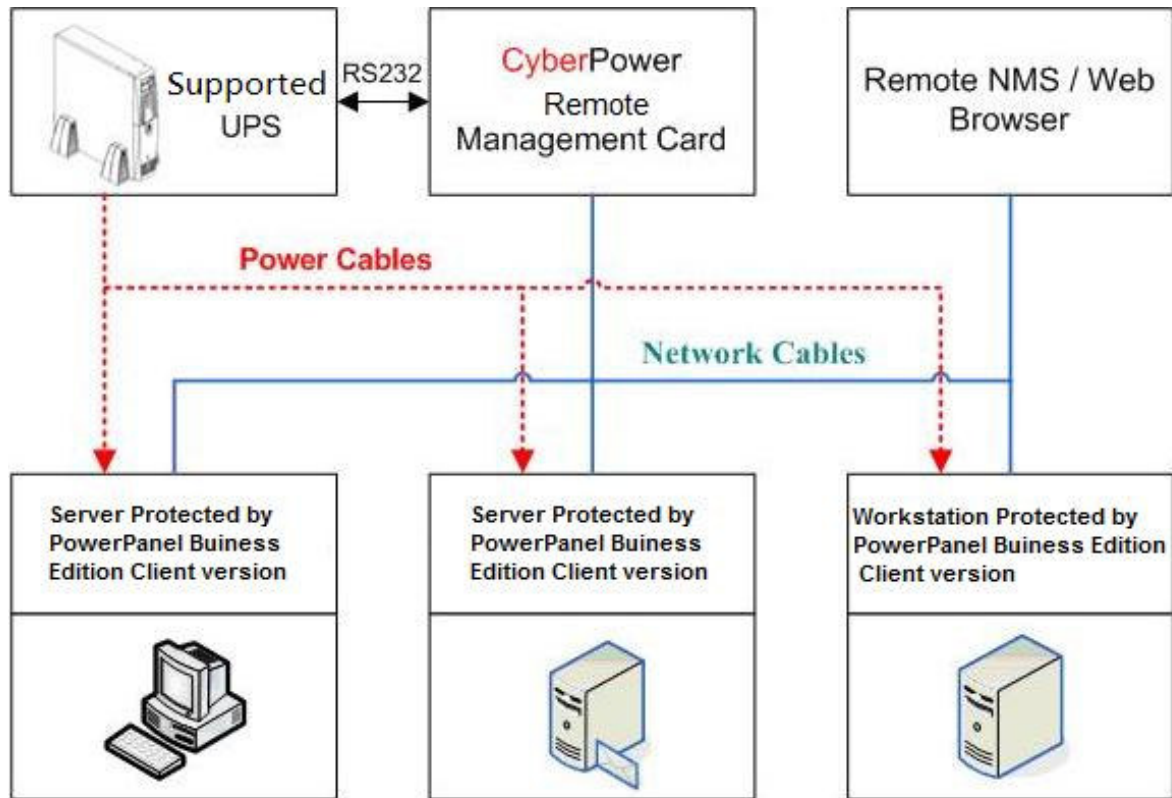 Supported
UPS
RS232
CyberPower
Remote
Management Card
Remote NMS / Web
Browser
Power Cables
Network Cables
Server Protected by
PowerPanel Buiness
Edition Client version
Server Protected by
PowerPanel Buiness
Edition Client version
Workstation Protected by
PowerPanel Buiness Edition
Client version